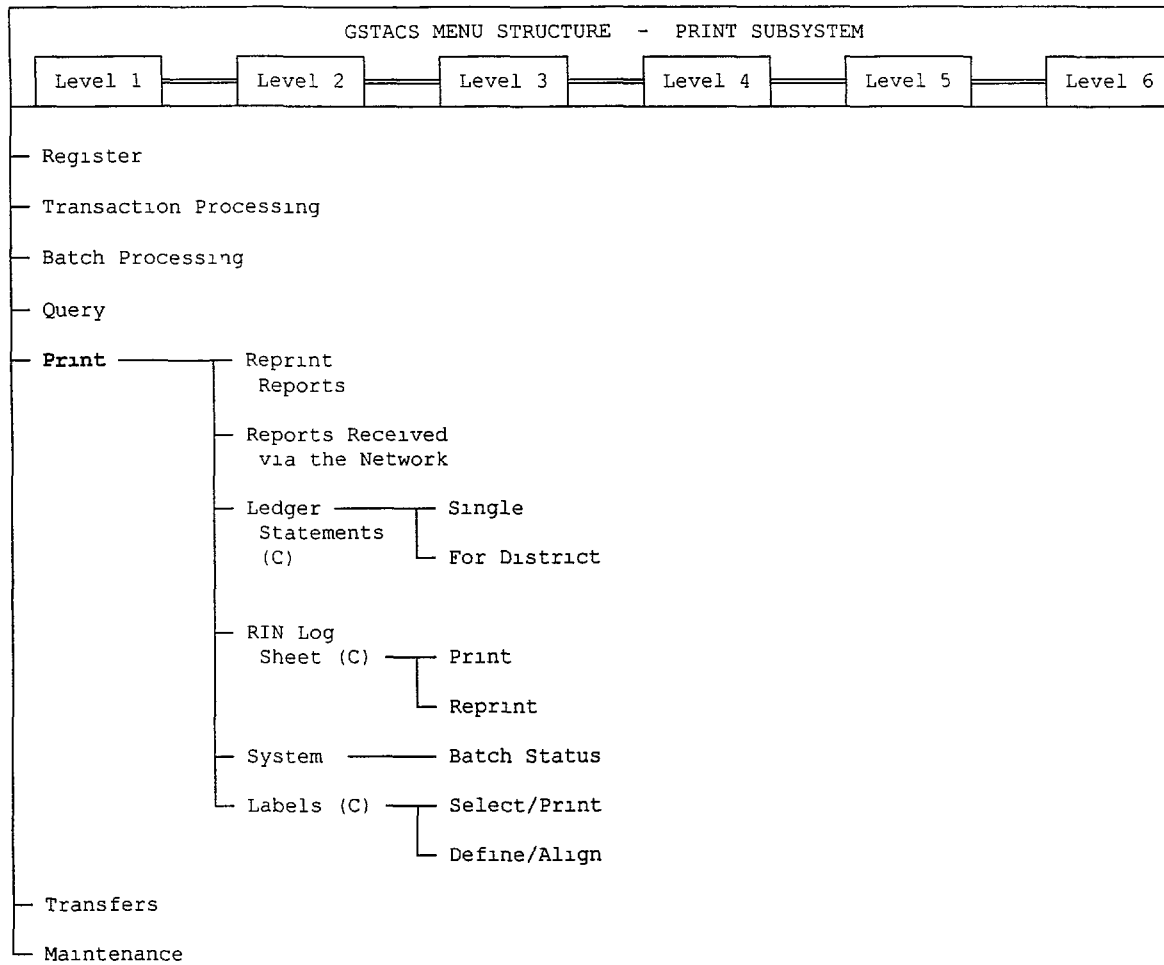 GSTACS MENU STRUCTURE - PRINT SUBSYSTEM
Level 1 Level 2 Level 3 Level 4 Level 5 Level 6
Register
Transaction Processing
Batch Processing
Query
Print Reprint
Reports
Reports Received
via the Network
Ledger Single
Statements
(C) For District
RIN Log
Sheet (C) Print
Reprint
System Batch Status
Labels (C) Select/Print
Define/Align
Transfers
Maintenance